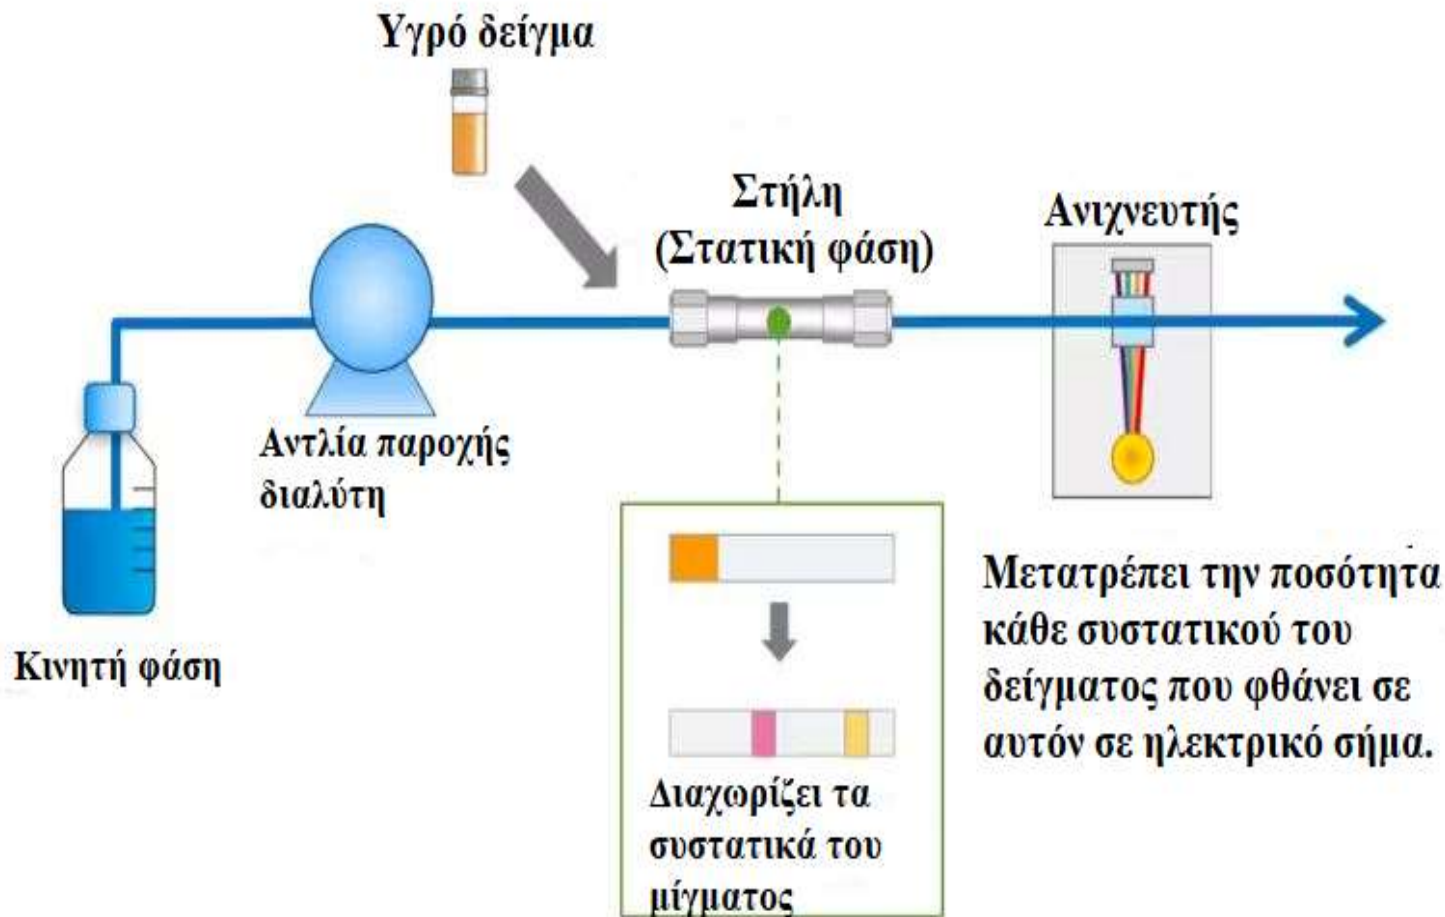 Υγρό δείγμα
Στήλη
(Στατική φάση)
Ανιχνευτής
Αντλία παροχής
διαλύτη
Κινητή φάση
Μετατρέπει την ποσότητα
κάθε συστατικού του
δείγματος που φθάνει σε
αυτόν σε ηλεκτρικό σήμα.
Διαχωρίζει τα
συστατικά του
μίγματος